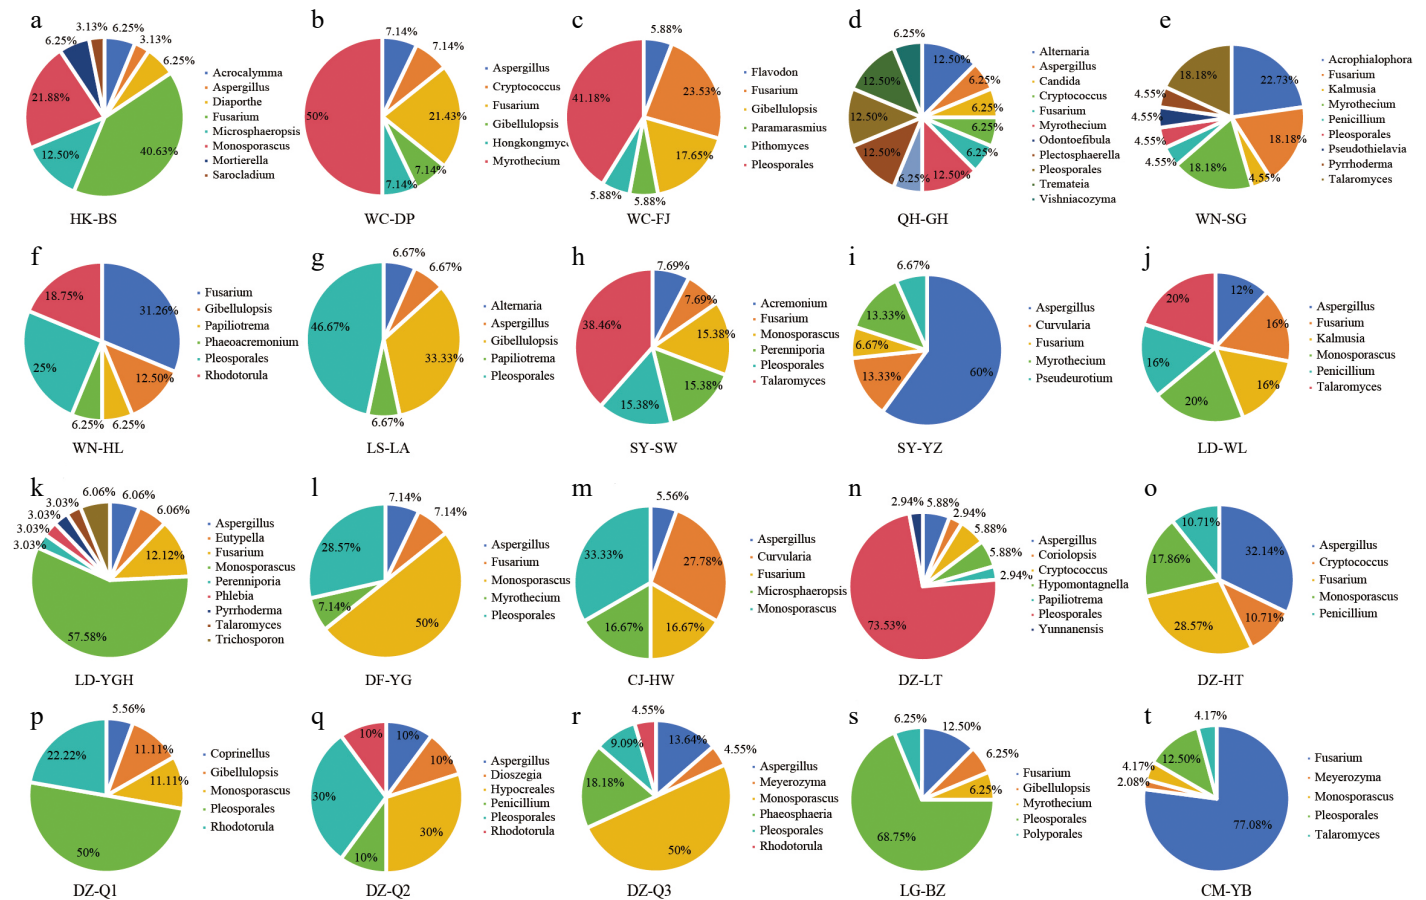 a
3.13%
6.25%
6.25%
3.13%
6.25%
21.88%
12.50%
40.63%
Acrocalymma
Aspergillus
Diaporthe
Fusarium
Microsphaeropsis
Monosporascus
Mortierella
Sarocladium
HK-BS
b
7.14%
7.14%
50%
21.43%
7.14%
7.14%
Aspergillus
Cryptococcus
Fusarium
Gibellulopsis
Hongkongmyc
Myrothecium
WC-DP
c
5.88%
41.18%
23.53%
17.65%
5.88%
5.88%
Flavodon
Fusarium
Gibellulopsis
Paramarasmius
Pithomyces
Pleosporales
WC-FJ
d
6.25%
12.50%
12.50%
6.25%
12.50%
6.25%
6.25%
12.50%
6.25%
6.25%
12.50%
Alternaria
Aspergillus
Candida
Cryptococcus
Fusarium
Myrothecium
Odontoefibula
Plectosphaerella
Pleosporales
Tremateia
Vishniacozyma
QH-GH
e
18.18%
22.73%
4.55%
4.55%
4.55%
4.55%
18.18%
18.18%
4.55%
Acrophialophora
Fusarium
Kalmusia
Myrothecium
Penicillium
Pleosporales
Pseudothielavia
Pyrrhoderma
Talaromyces
WN-SG
f
18.75%
31.26%
25%
12.50%
6.25%
6.25%
Fusarium
Gibellulopsis
Papiliotrema
Phaeoacremonium
Pleosporales
Rhodotorula
WN-HL
g
6.67%
6.67%
46.67%
33.33%
6.67%
Alternaria
Aspergillus
Gibellulopsis
Papiliotrema
Pleosporales
LS-LA
h
7.69%
7.69%
38.46%
15.38%
15.38%
15.38%
Acremonium
Fusarium
Monosporascus
Perenniporia
Pleosporales
Talaromyces
SY-SW
i
6.67%
13.33%
6.67%
13.33%
60%
Aspergillus
Curvularia
Fusarium
Myrothecium
Pseudeurotium
SY-YZ
j
20%
12%
16%
16%
16%
20%
Aspergillus
Fusarium
Kalmusia
Monosporascus
Penicillium
Talaromyces
LD-WL
k
6.06%
6.06%
3.03%
6.06%
3.03%
3.03%
3.03%
12.12%
57.58%
Aspergillus
Eutypella
Fusarium
Monosporascus
Perenniporia
Phlebia
Pyrrhoderma
Talaromyces
Trichosporon
LD-YGH
l
7.14%
7.14%
28.57%
7.14%
50%
Aspergillus
Fusarium
Monosporascus
Myrothecium
Pleosporales
DF-YG
m
5.56%
33.33%
27.78%
16.67%
16.67%
Aspergillus
Curvularia
Fusarium
Microsphaeropsis
Monosporascus
CJ-HW
n
2.94%
5.88%
2.94%
5.88%
5.88%
2.94%
73.53%
Aspergillus
Coriolopsis
Cryptococcus
Hypomontagnella
Papiliotrema
Pleosporales
Yunnanensis
DZ-LT
o
10.71%
32.14%
17.86%
28.57%
10.71%
Aspergillus
Cryptococcus
Fusarium
Monosporascus
Penicillium
DZ-HT
p
5.56%
22.22%
11.11%
11.11%
50%
Coprinellus
Gibellulopsis
Monosporascus
Pleosporales
Rhodotorula
DZ-Q1
q
10%
10%
10%
30%
30%
10%
Aspergillus
Dioszegia
Hypocreales
Penicillium
Pleosporales
Rhodotorula
DZ-Q2
r
4.55%
13.64%
4.55%
9.09%
18.18%
50%
Aspergillus
Meyerozyma
Monosporascus
Phaeosphaeria
Pleosporales
Rhodotorula
DZ-Q3
s
6.25%
12.50%
6.25%
6.25%
68.75%
Fusarium
Gibellulopsis
Myrothecium
Pleosporales
Polyporales
LG-BZ
t
4.17%
12.50%
4.17%
2.08%
77.08%
Fusarium
Meyerozyma
Monosporascus
Pleosporales
Talaromyces
CM-YB